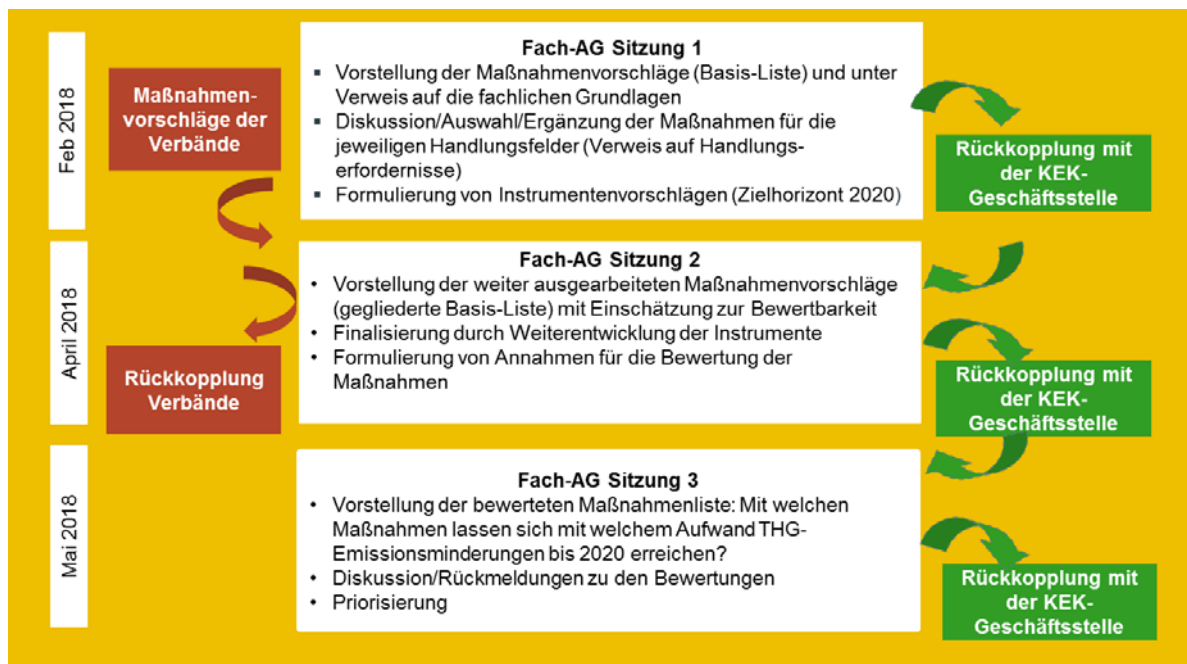 Feb 2018
Maßnahmen-
vorschläge der
Verbände
Fach-AG Sitzung 1
▪ Vorstellung der Maßnahmenvorschläge (Basis-Liste) und unter
Verweis auf die fachlichen Grundlagen
▪ Diskussion/Auswahl/Ergänzung der Maßnahmen für die
jeweiligen Handlungsfelder (Verweis auf Handlungs-
erfordernisse)
▪ Formulierung von Instrumentenvorschlägen (Zielhorizont 2020)
Rückkopplung mit
der KEK-
Geschäftsstelle
April 2018
Rückkopplung
Verbände
Fach-AG Sitzung 2
• Vorstellung der weiter ausgearbeiteten Maßnahmenvorschläge
(gegliederte Basis-Liste) mit Einschätzung zur Bewertbarkeit
• Finalisierung durch Weiterentwicklung der Instrumente
• Formulierung von Annahmen für die Bewertung der
Maßnahmen
Rückkopplung mit
der KEK-
Geschäftsstelle
Mai 2018
Fach-AG Sitzung 3
• Vorstellung der bewerteten Maßnahmenliste: Mit welchen
Maßnahmen lassen sich mit welchem Aufwand THG-
Emissionsminderungen bis 2020 erreichen?
• Diskussion/Rückmeldungen zu den Bewertungen
• Priorisierung
Rückkopplung mit
der KEK-
Geschäftsstelle